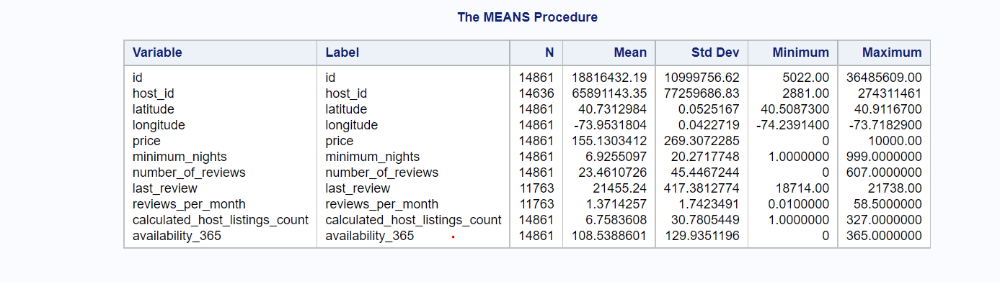 The MEANS Procedure
Variable Label N Mean Std Dev Minimum Maximum
id id 14861 18816432.19 10999756.62 5022.00 36485609.00
host_id host_id 14636 65891143.35 77259686.83 2881.00 274311461
latitude latitude 14861 40.7312984 0.0525167 40.5087300 40.9116700
longitude longitude 14861 -73.9531804 0.0422719 -74.2391400 -73.7182900
price price 14861 155.1303412 269.3072285 0 10000.00
minimum_nights minimum_nights 14861 6.9255097 20.2717748 1.0000000 999.0000000
number_of_reviews number_of_reviews 14861 23.4610726 45.4467244 0 607.0000000
last_review last_review 11763 21455.24 417.3812774 18714.00 21738.00
reviews_per_month reviews_per_month 11763 1.3714257 1.7423491 0.0100000 58.5000000
calculated_host_listings_count calculated_host_listings_count 14861 6.7583608 30.7805449 1.0000000 327.0000000
availability_365 availability_365 14861 108.5388601 129.9351196 0 365.0000000